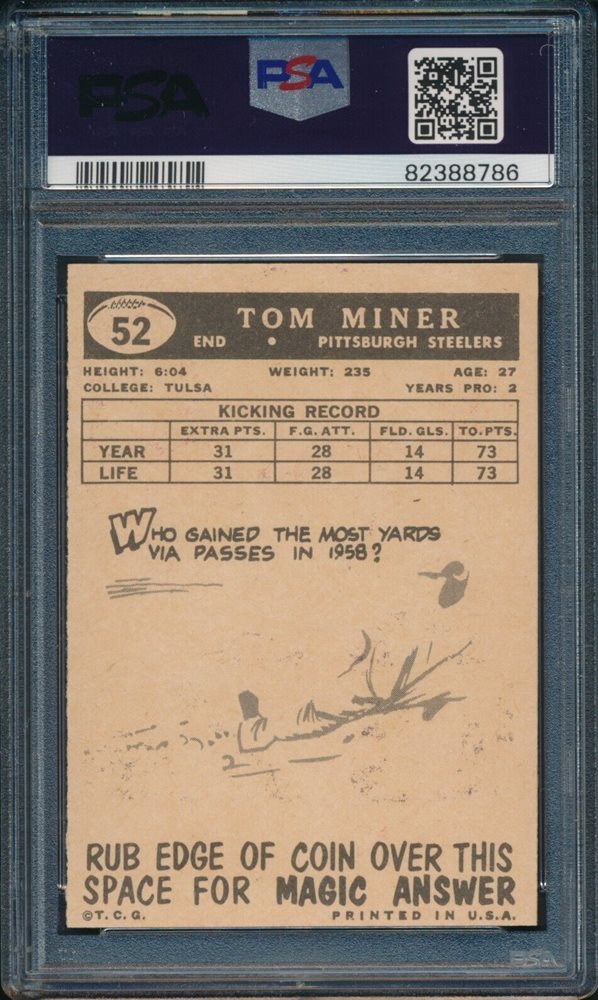 PSA
PSA
82388786
52
TOM MINER
END • PITTSBURGH STEELERS
HEIGHT: 6:04 WEIGHT: 235 AGE: 27
COLLEGE: TULSA YEARS PRO: 2
KICKING RECORD
EXTRA PTS. F.G. ATT. FLD. GLS. TO. PTS.
YEAR 31 28 14 73
LIFE 31 28 14 73
WHO GAINED THE MOST YARDS
VIA PASSES IN 1958?
RUB EDGE OF COIN OVER THIS
SPACE FOR MAGIC ANSWER
©T. C. G. PRINTED IN U.S.A.
PSA